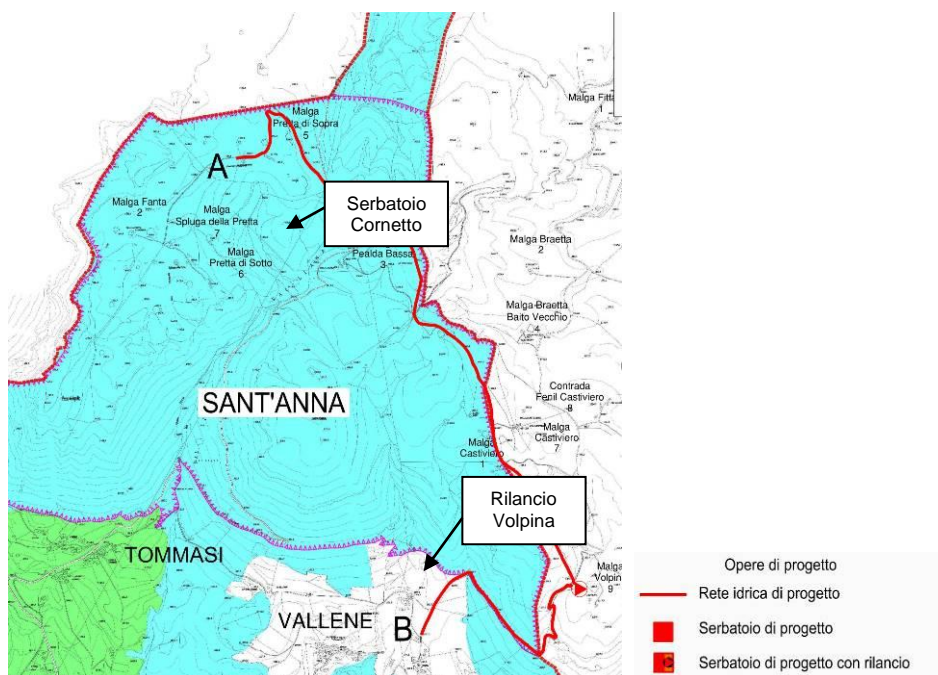 Malga Fitta
1
Malga
Pretta di Sopra
5
A
Serbatoio
Cornetto
Malga Fanta
2
Malga
Spluga della Pretta
7
Malga
Pretta di Sotto
6
Pealda Bassa
3
Malga Braetta
2
Malga Braetta
Baito Vecchio
4
SANT'ANNA
Contrada
Fenil Castiviero
8
Malga
Castiviero
7
Malga
Castiviero
1
Rilancio
Volpina
TOMMASI
VALLENE
B
Malga
Volpin
9
Opere di progetto
Rete idrica di progetto
Serbatoio di progetto
Serbatoio di progetto con rilancio